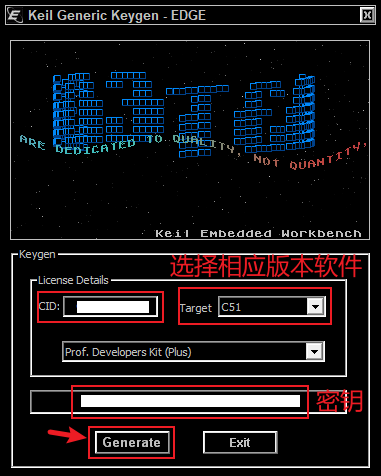 Keil Generic Keygen - EDGE
ARE DEDICATED TO QUALITY, NOT QUANTITY,
Keil Embedded Workbench
Keygen
选择相应版本软件
License Details
CID:
Target C51
Prof. Developers Kit (Plus)
密钥
Generate Exit